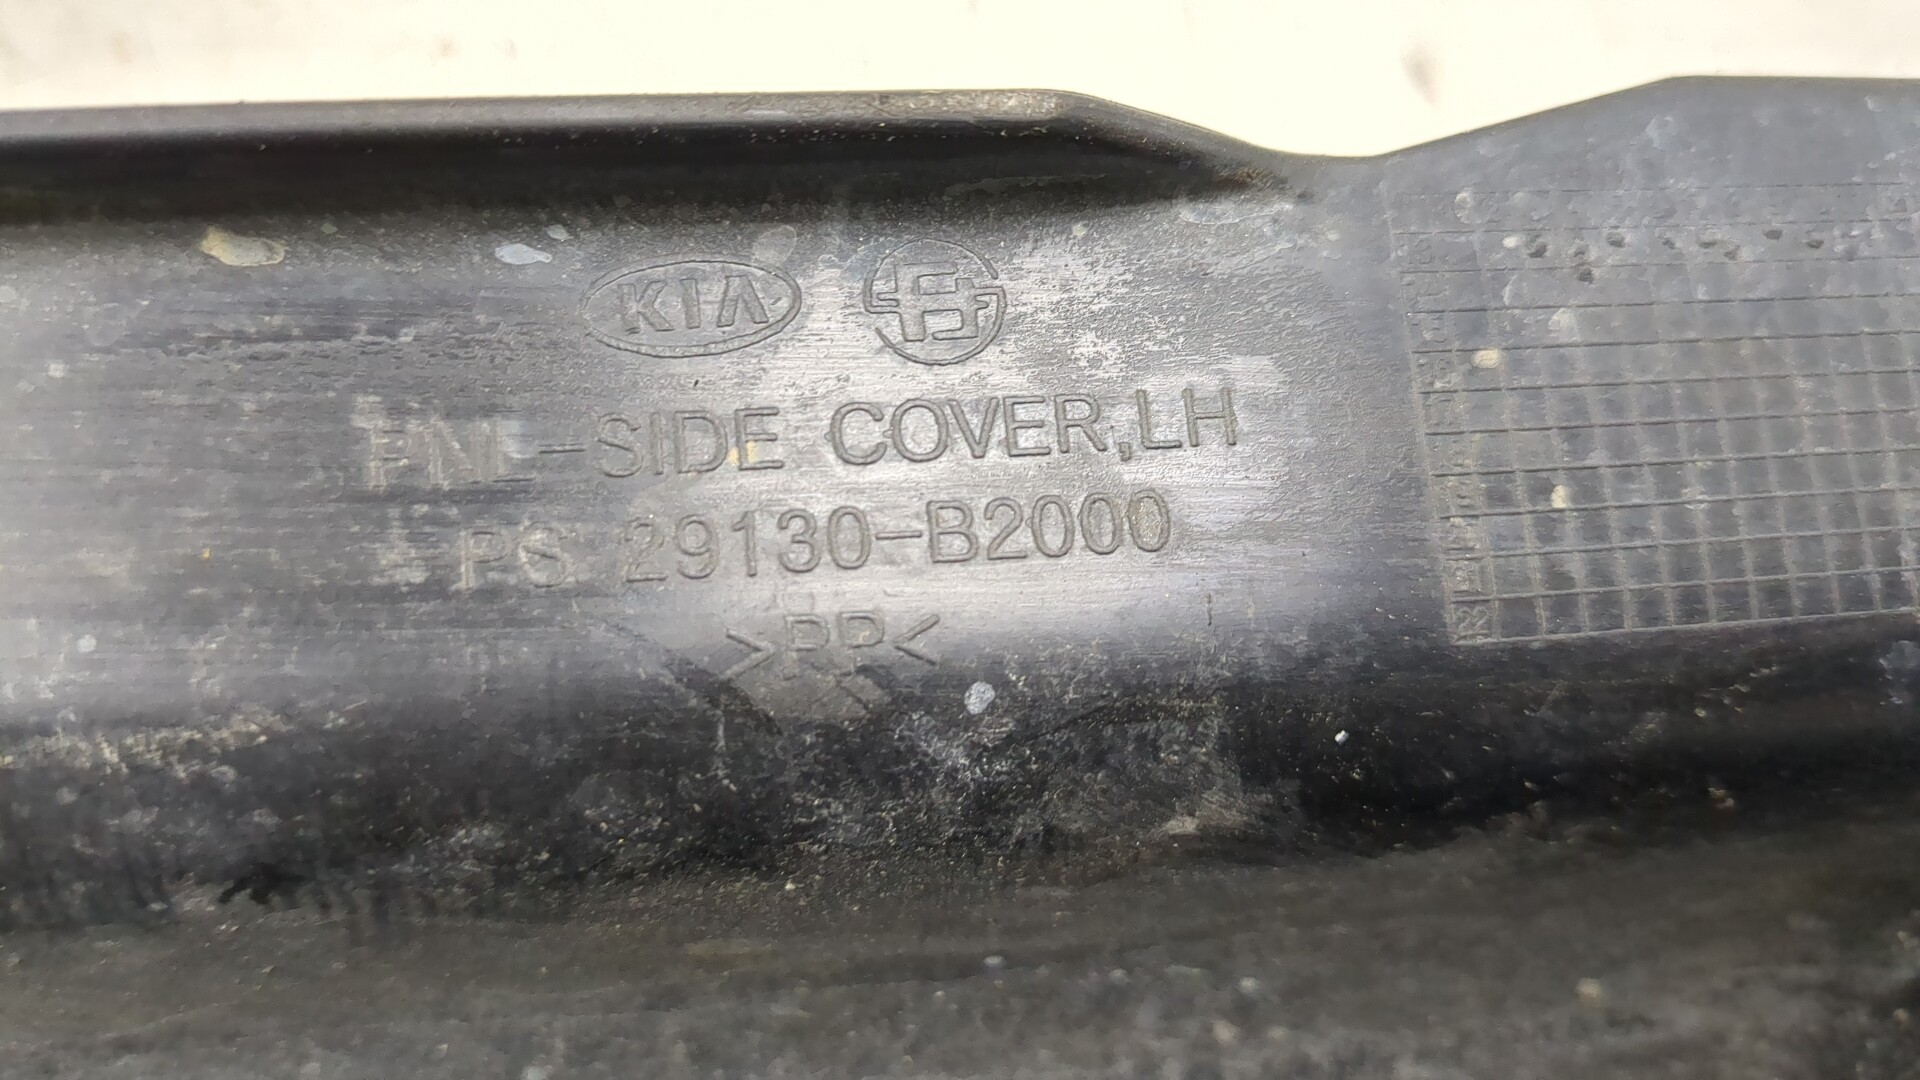 KIA
PNL-SIDE COVER,LH
PS 29130-B2000
>PP<